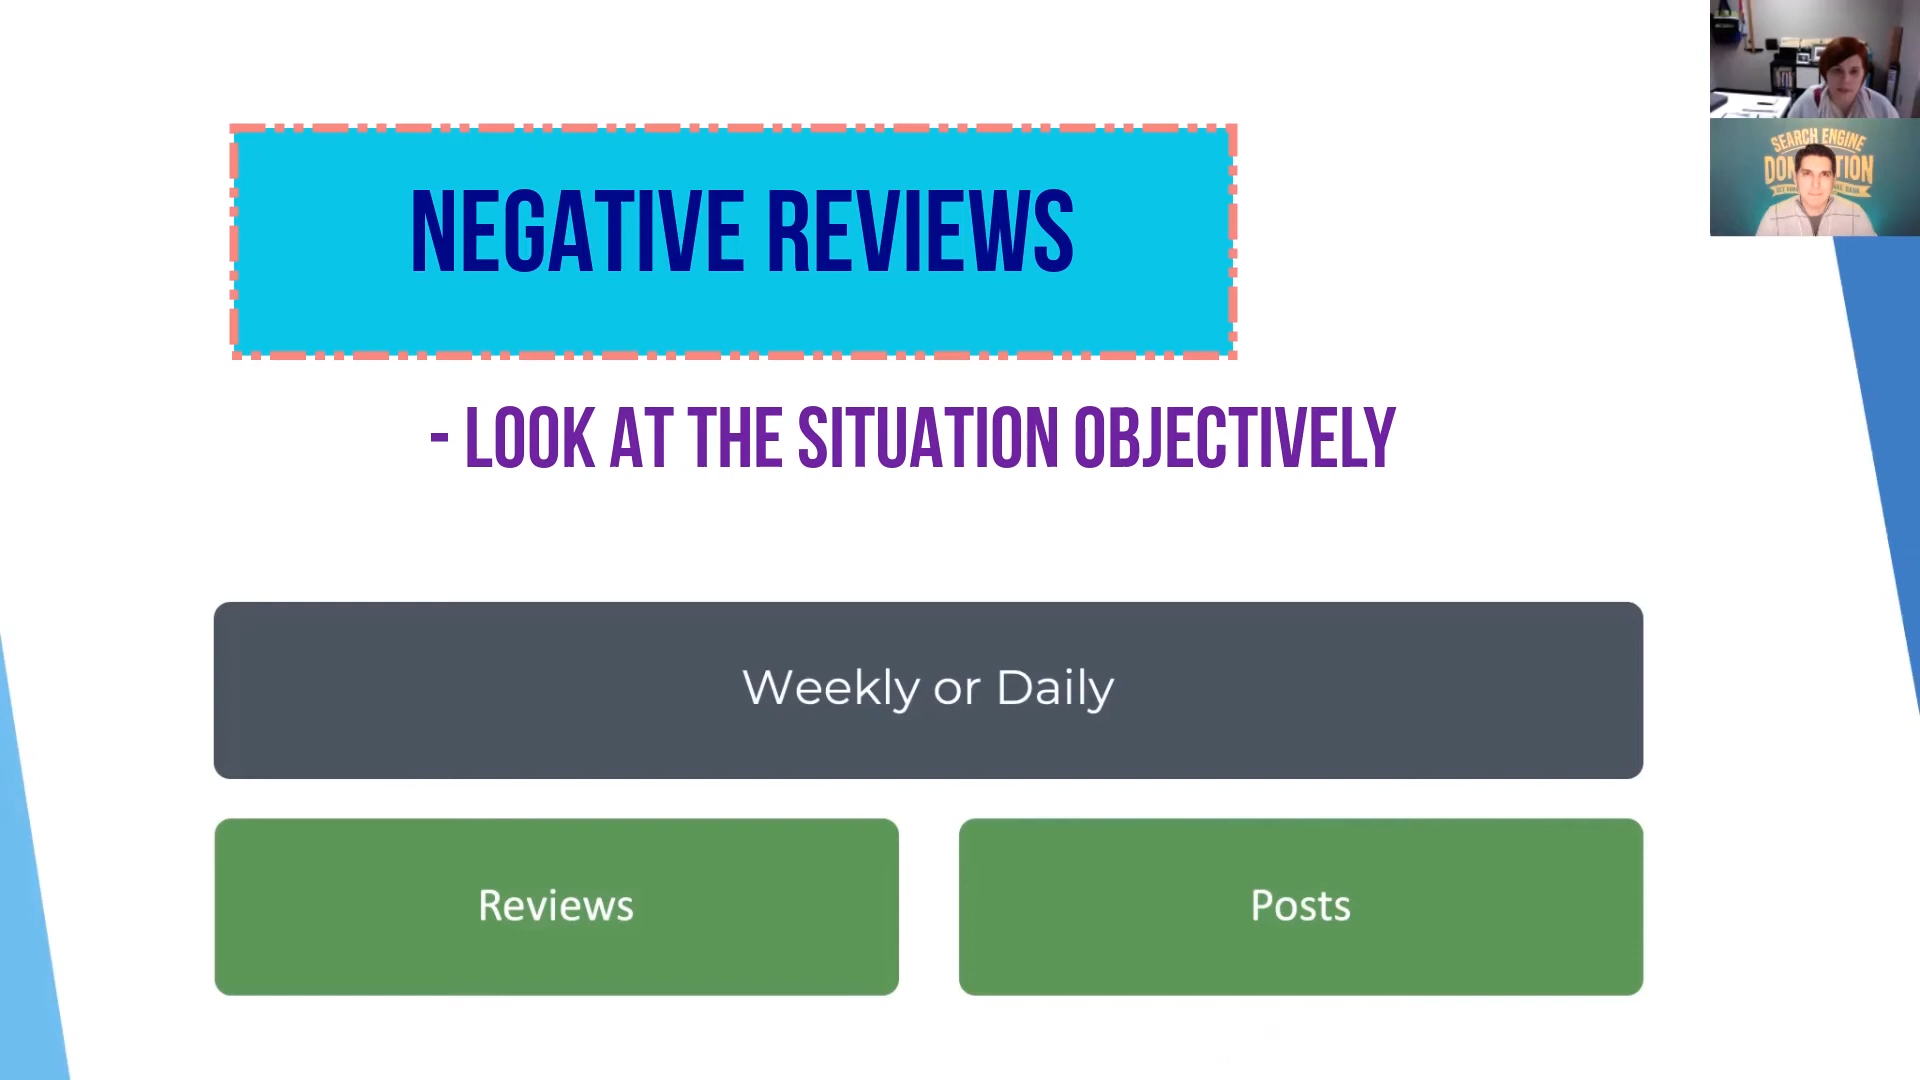 NEGATIVE REVIEWS
- LOOK AT THE SITUATION OBJECTIVELY
Weekly or Daily
Reviews
Posts
SEARCH ENGINE